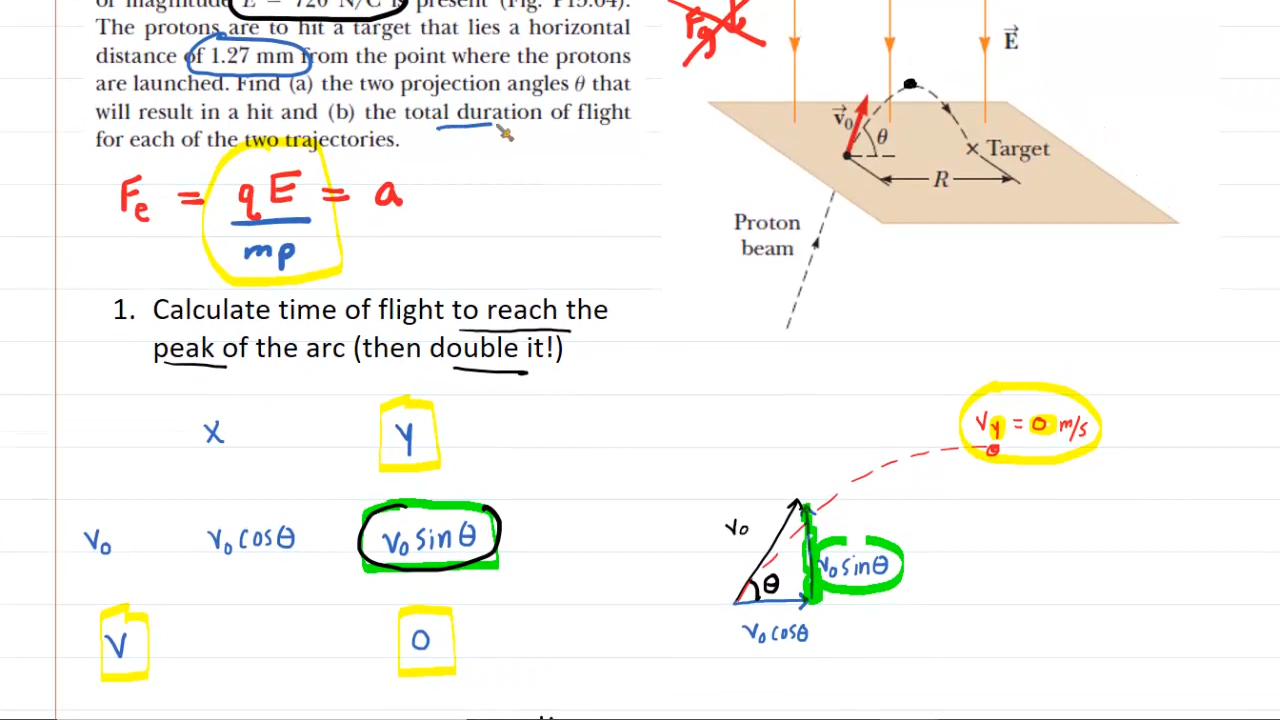 of magnitude E = 720 N/C is present (Fig. P15.64).
The protons are to hit a target that lies a horizontal
distance of 1.27 mm from the point where the protons
are launched. Find (a) the two projection angles θ that
will result in a hit and (b) the total duration of flight
for each of the two trajectories.
Fe = qE = a
mp
1. Calculate time of flight to reach the
peak of the arc (then double it!)
x y
v₀ v₀ cosθ v₀ sinθ
v 0
Fg
E⃗
v⃗₀ θ
× Target
R
Proton
beam
vy = 0 m/s
v₀
θ
v₀ sinθ
v₀ cosθ